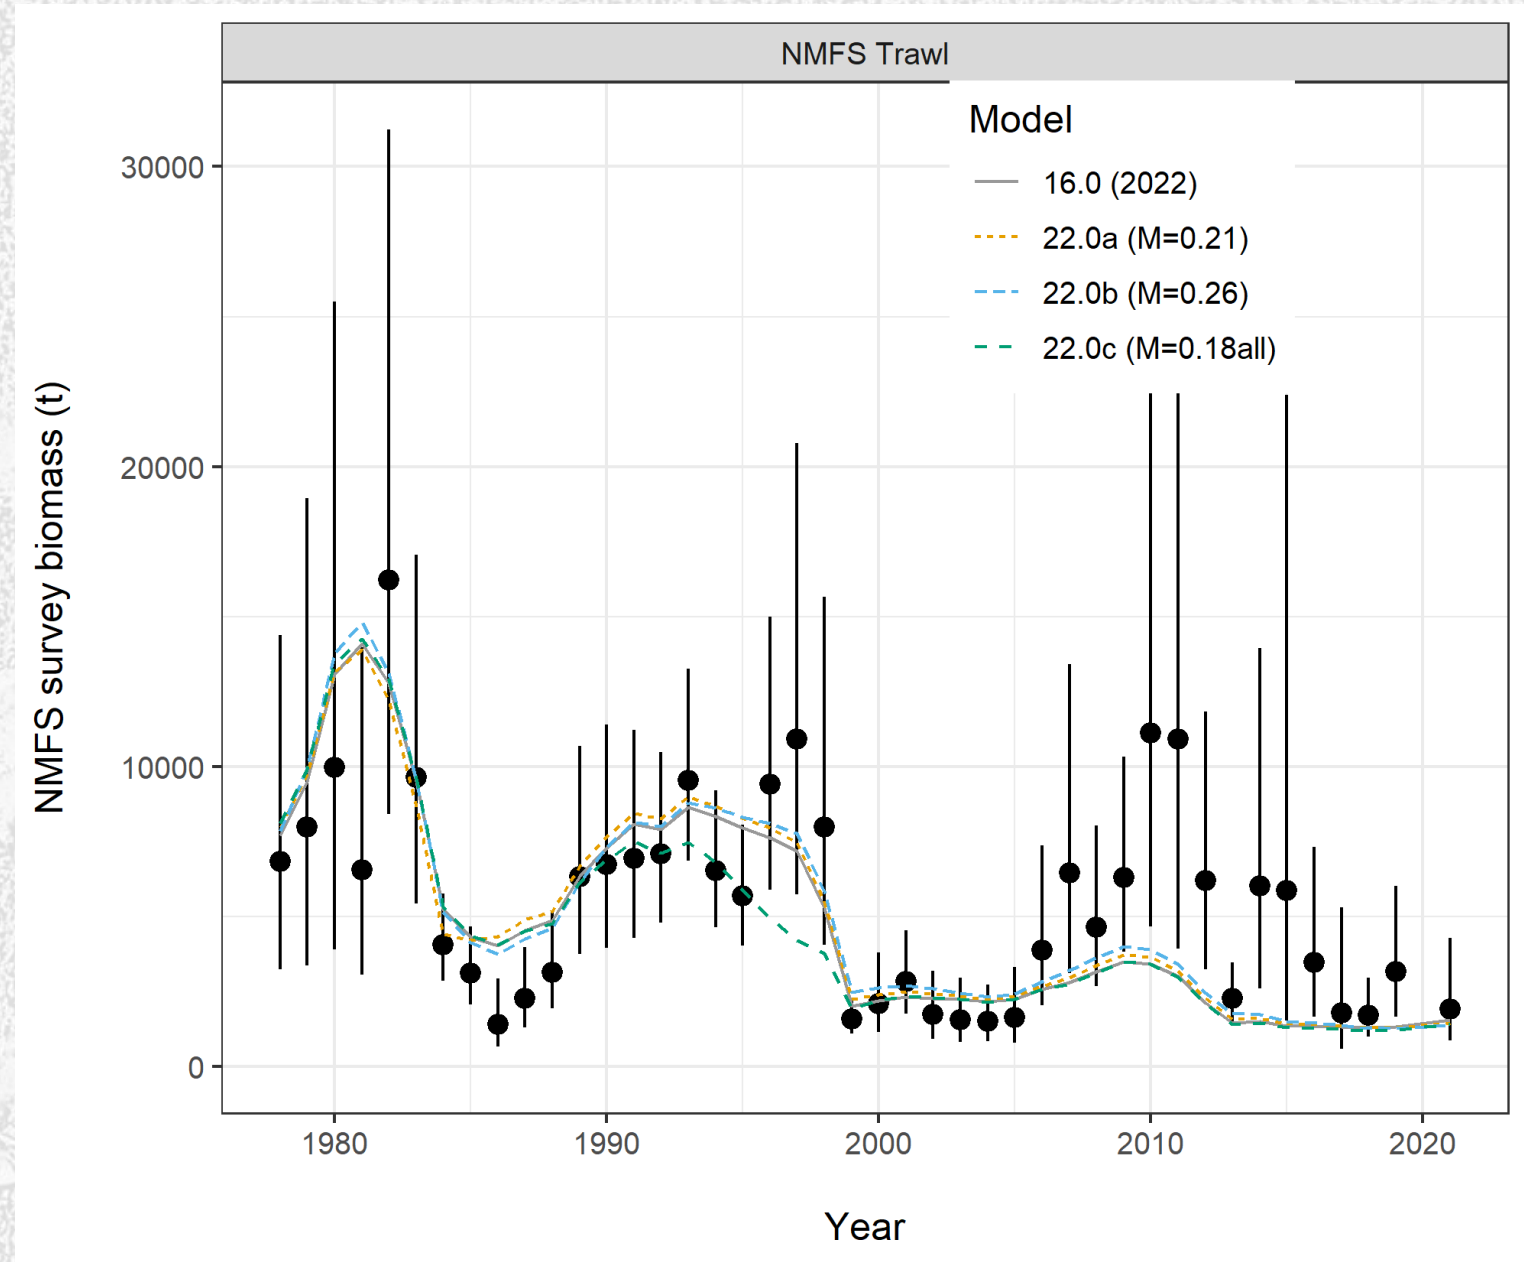 NMFS Trawl
Model
16.0 (2022)
22.0a (M=0.21)
22.0b (M=0.26)
22.0c (M=0.18all)
NMFS survey biomass (t)
30000
20000
10000
0
1980
1990
2000
2010
2020
Year